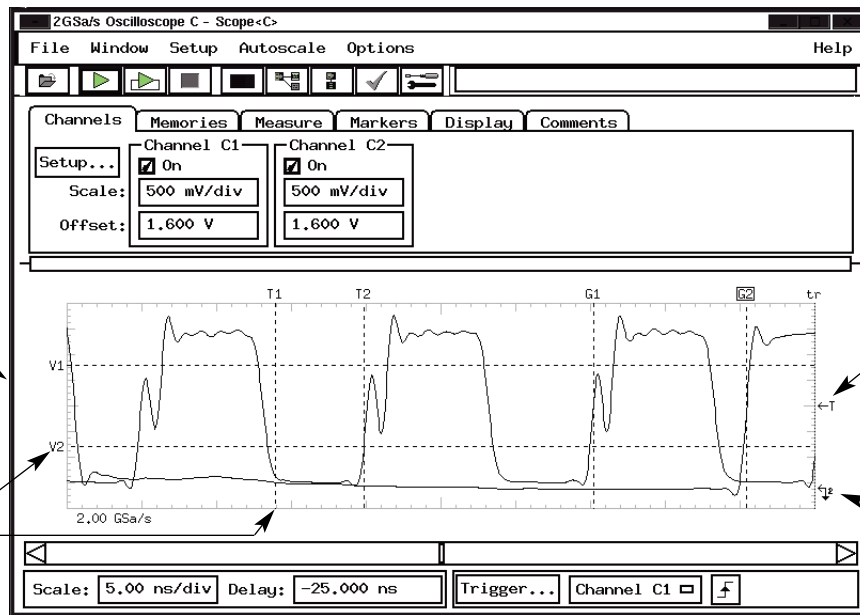 2GSa/s Oscilloscope C - Scope<C>
File Window Setup Autoscale Options Help
Channels Memories Measure Markers Display Comments
Channel C1 Channel C2
Setup... On On
Scale: 500 mV/div 500 mV/div
Offset: 1.600 V 1.600 V
T1 T2 G1 G2 tr
V1
←T
V2
2.00 GSa/s
Scale: 5.00 ns/div Delay: -25.000 ns Trigger... Channel C1